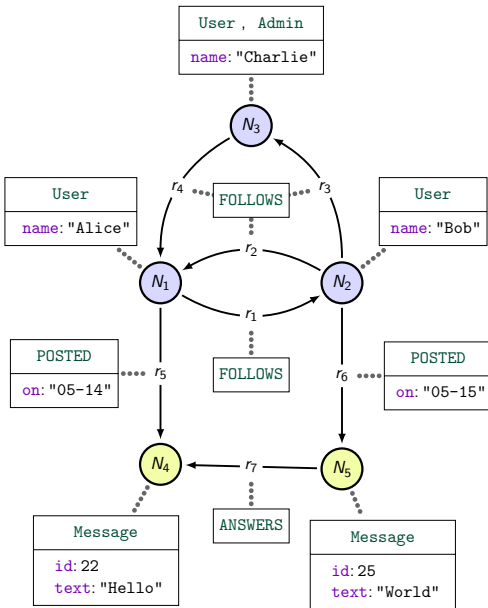 User , Admin
name: "Charlie"
N3
r4
r3
FOLLOWS
User
name: "Alice"
User
name: "Bob"
r2
N1
N2
r1
POSTED
on: "05-14"
r5
FOLLOWS
r6
POSTED
on: "05-15"
N4
r7
N5
ANSWERS
Message
id: 22
text: "Hello"
Message
id: 25
text: "World"